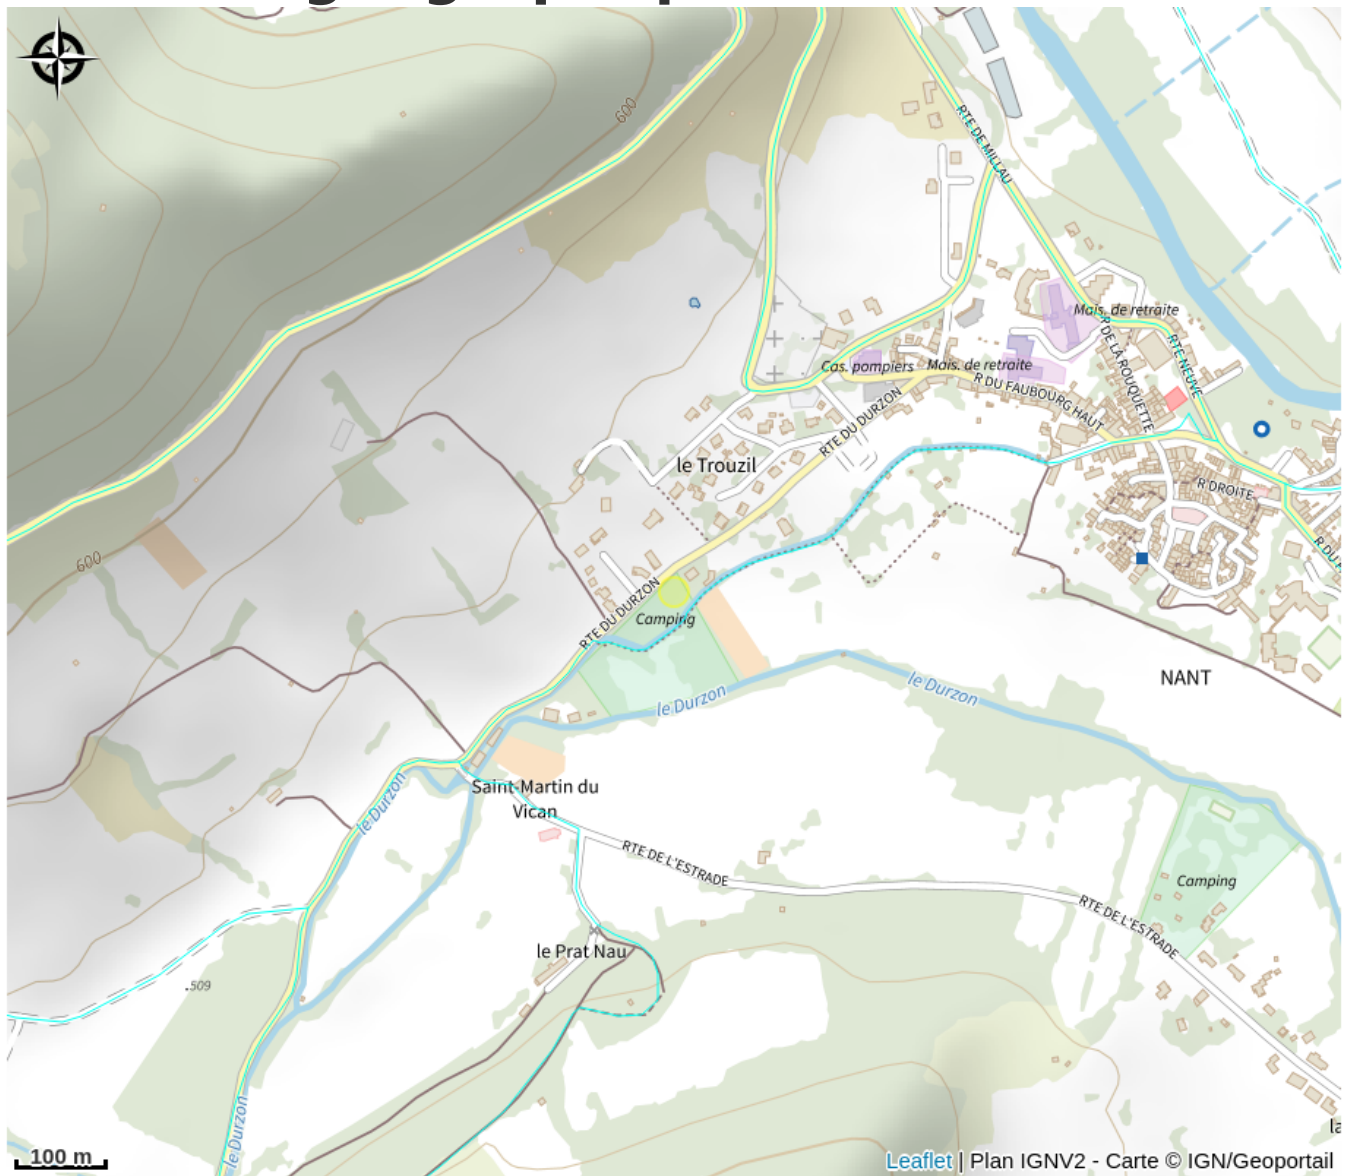 600
RTE DE MILLAU
Mais. de retraite
R DE LA ROUQUETTE
RTE NEUVE
Cas. pompiers
Mais. de retraite
R DU FAUBOURG HAUT
RTE DU DURZON
le Trouzil
R DROITE
600
RTE DU DURZON
Camping
NANT
le Durzon
le Durzon
Saint-Martin du
Vican
le Durzon
RTE DE L'ESTRADE
Camping
RTE DE L'ESTRADE
le Prat Nau
.509
le Durzon
100 m
Leaflet | Plan IGNV2 - Carte © IGN/Geoportail